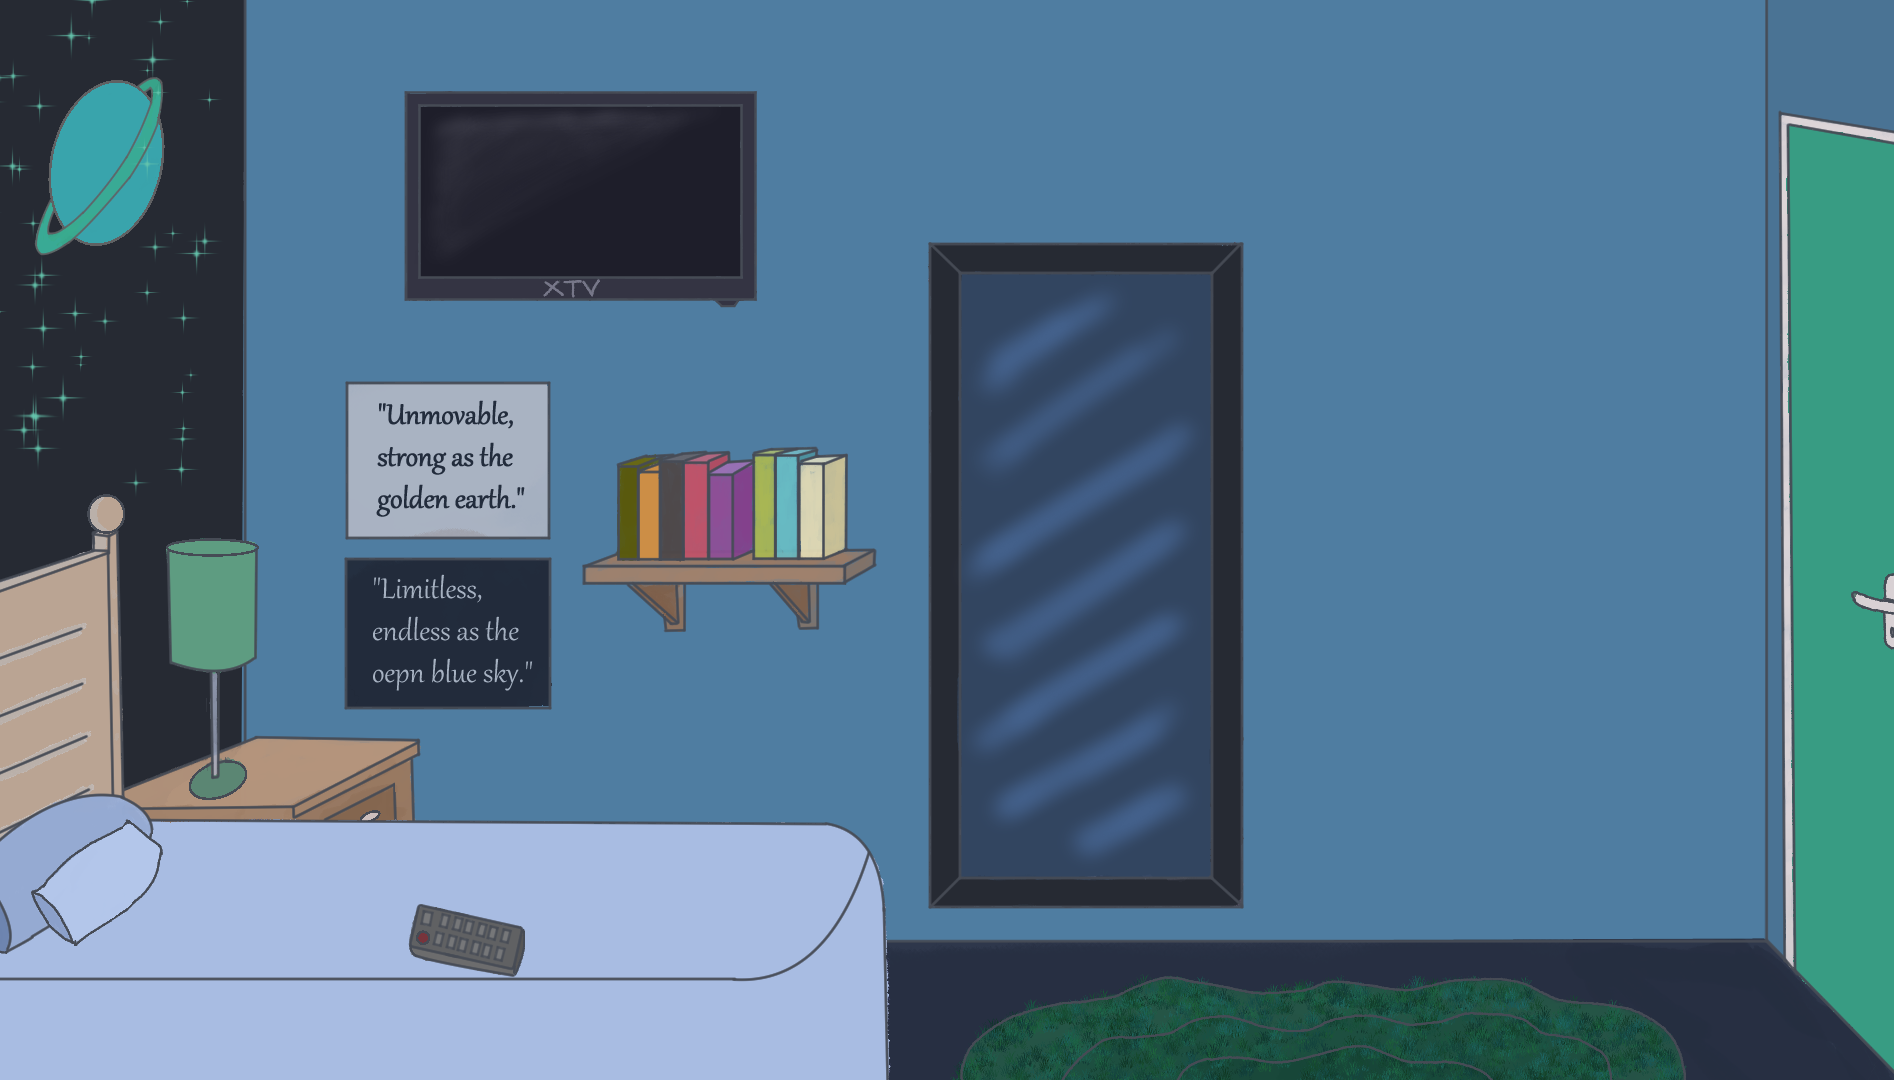 XTV
"Unmovable,
strong as the
golden earth."
"Limitless,
endless as the
oepn blue sky."